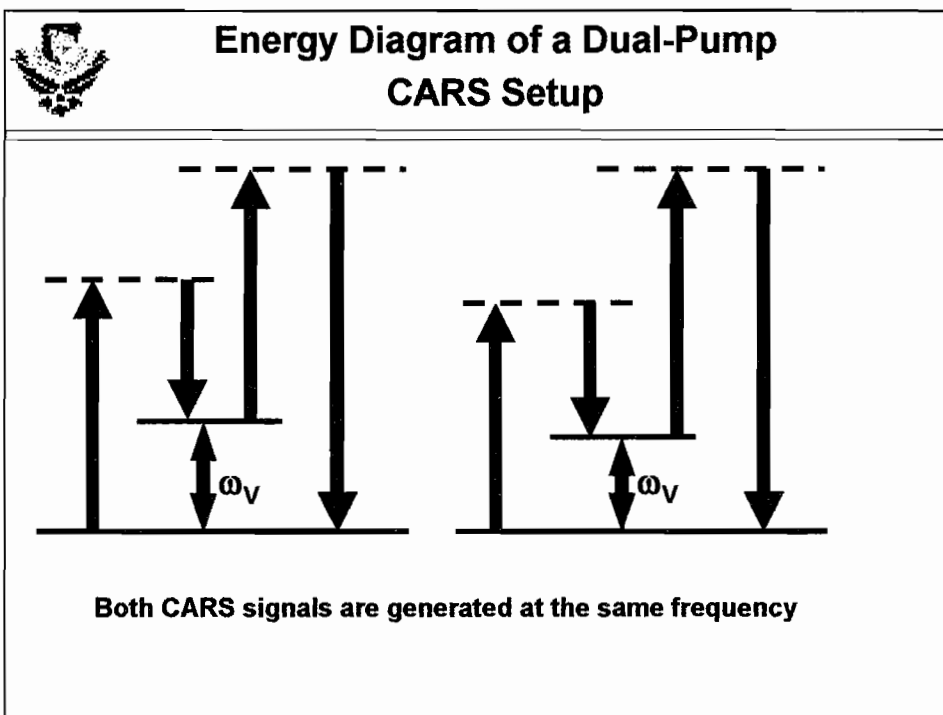 Energy Diagram of a Dual-Pump
CARS Setup
ωV
ωV
Both CARS signals are generated at the same frequency